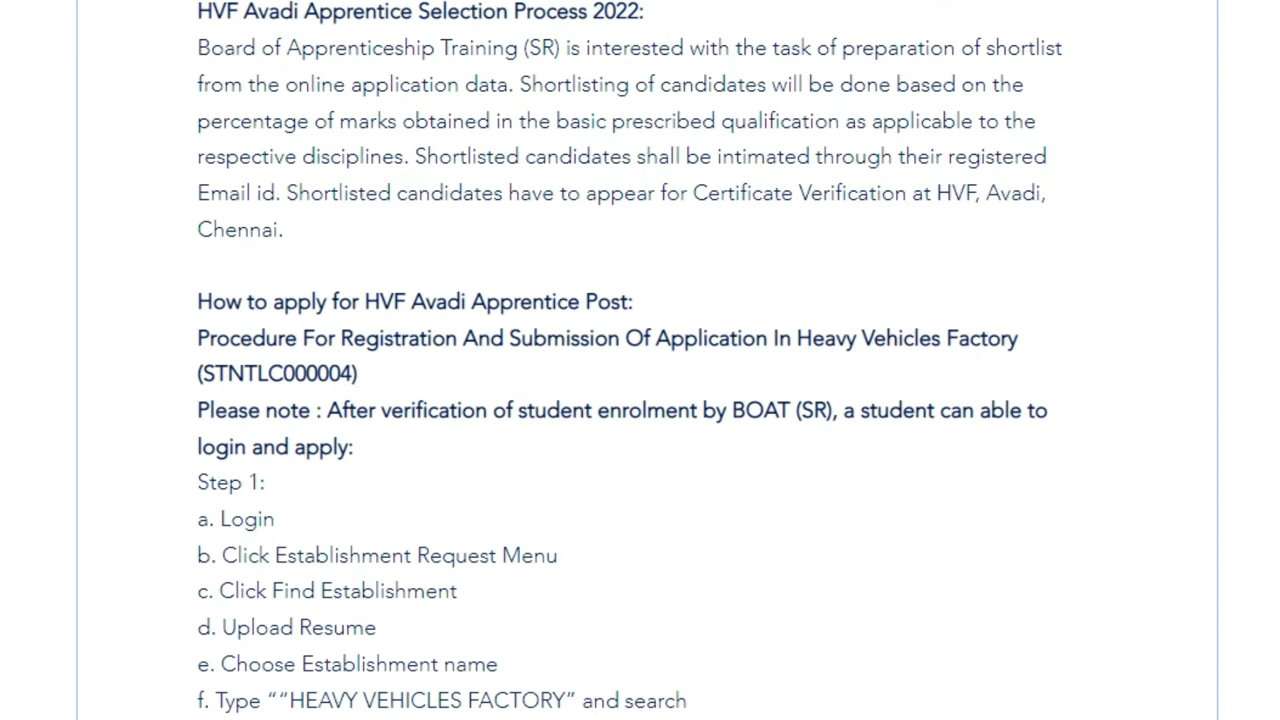 HVF Avadi Apprentice Selection Process 2022:
Board of Apprenticeship Training (SR) is interested with the task of preparation of shortlist
from the online application data. Shortlisting of candidates will be done based on the
percentage of marks obtained in the basic prescribed qualification as applicable to the
respective disciplines. Shortlisted candidates shall be intimated through their registered
Email id. Shortlisted candidates have to appear for Certificate Verification at HVF, Avadi,
Chennai.
How to apply for HVF Avadi Apprentice Post:
Procedure For Registration And Submission Of Application In Heavy Vehicles Factory
(STNTLC000004)
Please note : After verification of student enrolment by BOAT (SR), a student can able to
login and apply:
Step 1:
a. Login
b. Click Establishment Request Menu
c. Click Find Establishment
d. Upload Resume
e. Choose Establishment name
f. Type ““HEAVY VEHICLES FACTORY” and search